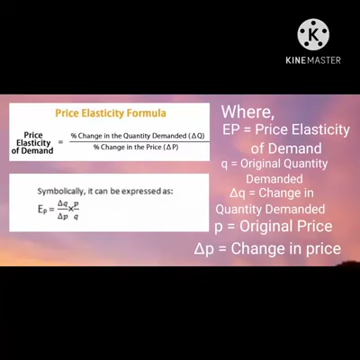 K
KINEMASTER
Price Elasticity Formula
Price Elasticity of Demand = % Change in the Quantity Demanded (ΔQ) / % Change in the Price (ΔP)
Symbolically, it can be expressed as:
Eₚ = Δq/Δp × p/q
Where,
EP = Price Elasticity
of Demand
q = Original Quantity
Demanded
Δq = Change in
Quantity Demanded
p = Original Price
Δp = Change in price